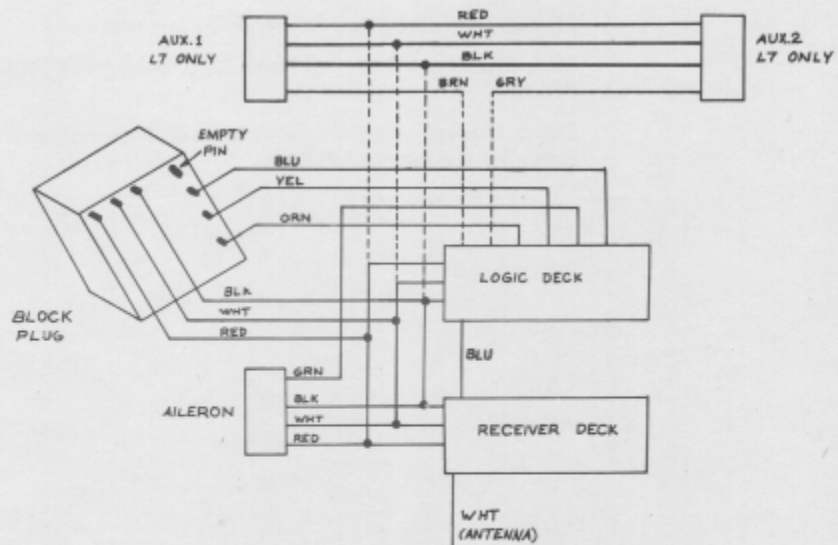 RED
AUX.1
L7 ONLY
WHT
BLK
AUX.2
L7 ONLY
BRN
GRY
EMPTY
PIN
BLU
YEL
ORN
LOGIC DECK
BLK
WHT
RED
BLOCK
PLUG
BLU
GRN
BLK
AILERON
WHT
RED
RECEIVER DECK
WHT
(ANTENNA)